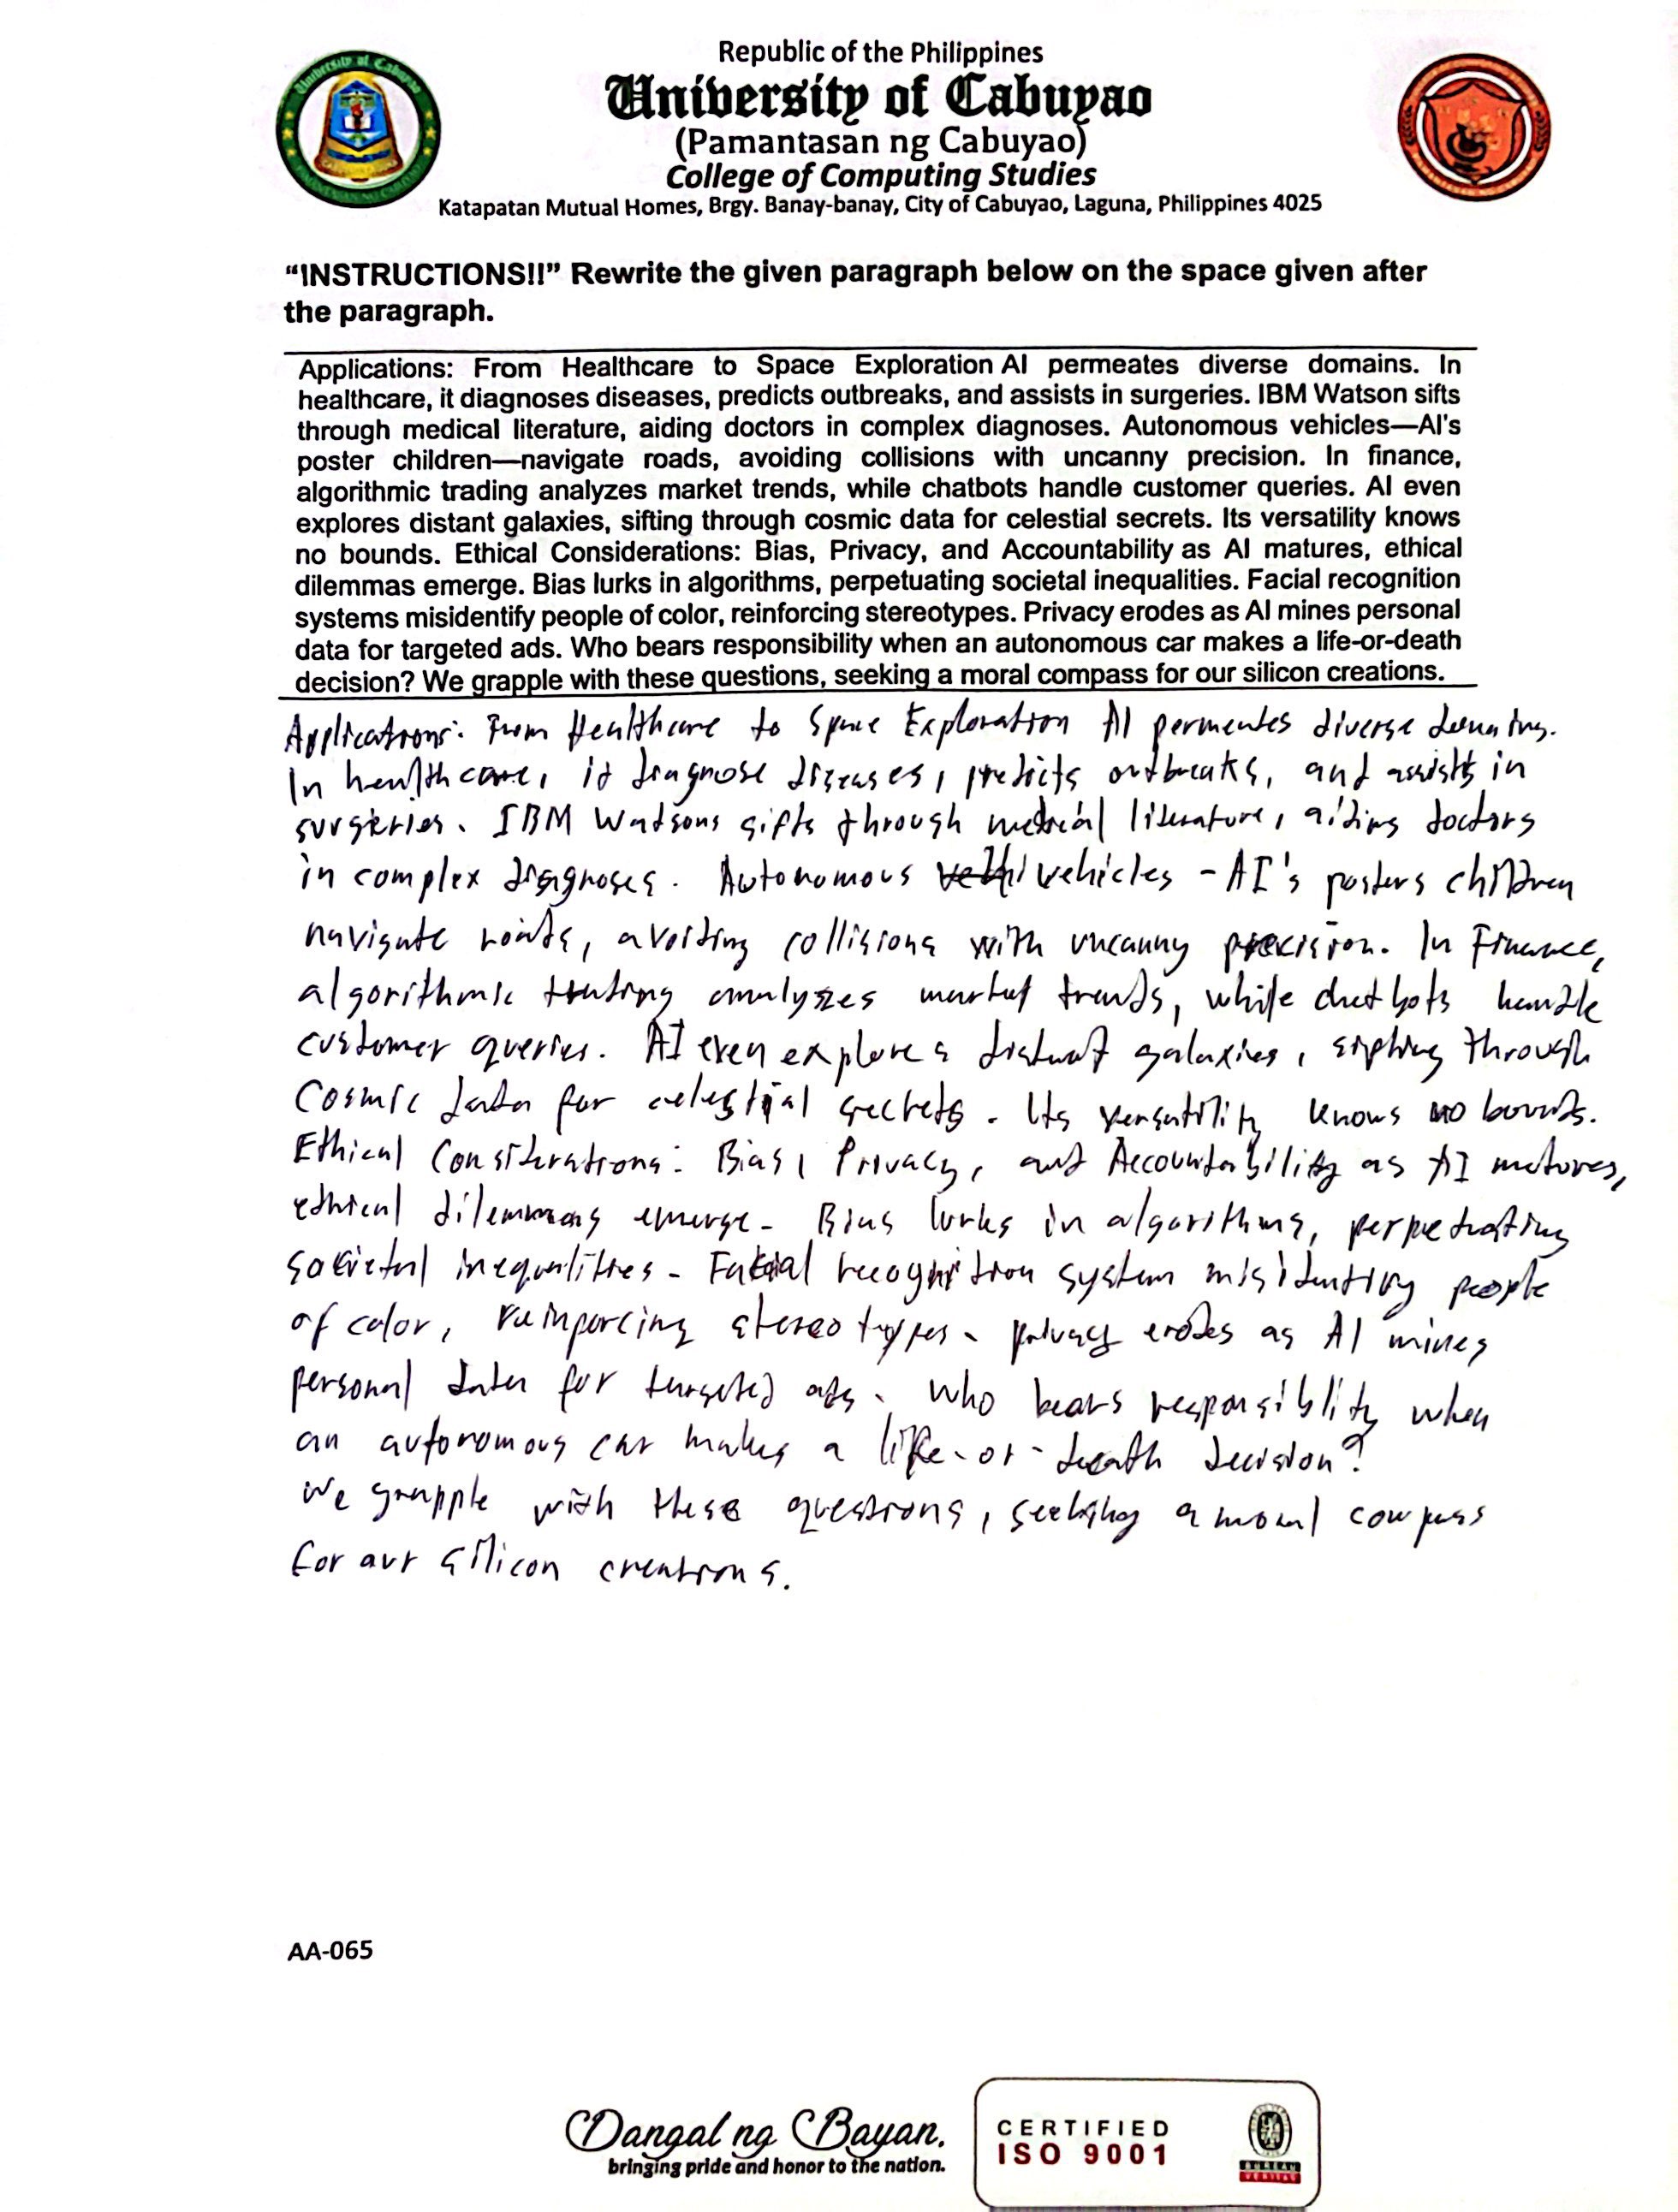 Republic of the Philippines
University of Cabuyao
(Pamantasan ng Cabuyao)
College of Computing Studies
Katapatan Mutual Homes, Brgy. Banay-banay, City of Cabuyao, Laguna, Philippines 4025
“INSTRUCTIONS!!” Rewrite the given paragraph below on the space given after
the paragraph.
Applications: From Healthcare to Space Exploration AI permeates diverse domains. In
healthcare, it diagnoses diseases, predicts outbreaks, and assists in surgeries. IBM Watson sifts
through medical literature, aiding doctors in complex diagnoses. Autonomous vehicles—AI's
poster children—navigate roads, avoiding collisions with uncanny precision. In finance,
algorithmic trading analyzes market trends, while chatbots handle customer queries. AI even
explores distant galaxies, sifting through cosmic data for celestial secrets. Its versatility knows
no bounds. Ethical Considerations: Bias, Privacy, and Accountability as AI matures, ethical
dilemmas emerge. Bias lurks in algorithms, perpetuating societal inequalities. Facial recognition
systems misidentify people of color, reinforcing stereotypes. Privacy erodes as AI mines personal
data for targeted ads. Who bears responsibility when an autonomous car makes a life-or-death
decision? We grapple with these questions, seeking a moral compass for our silicon creations.
Applications: From Healthcare to Space Exploration AI permeates diverse domains.
In healthcare, it diagnose diseases, predicts outbreaks, and assists in
surgeries. IBM Watsons sifts through medical literature, aiding doctors
in complex diagnoses. Autonomous vehicles - AI's posters children
navigate roads, avoiding collisions with uncanny precision. In Finance,
algorithmic trading analyzes market trends, while chatbots handle
customer queries. AI even explores distant galaxies, sipting through
Cosmic data for celestial secrets. Its versatility knows no bounds.
Ethical Considerations: Bias, Privacy, and Accountability as AI matures,
ethical dilemmas emerge. Bias lurks in algorithms, perpetuating
societal inequalities. Facial recognition system misidentify people
of color, reinporcing stereotypes. privacy erodes as AI mines
personal data for targeted ads. Who bears responsiblity when
an autonomous car makes a life-or-death decision?
We grapple with these questions, seeking a moral compass
for our silicon creations.
AA-065
Dangal ng Bayan.
bringing pride and honor to the nation.
CERTIFIED
ISO 9001
BUREAU
VERITAS